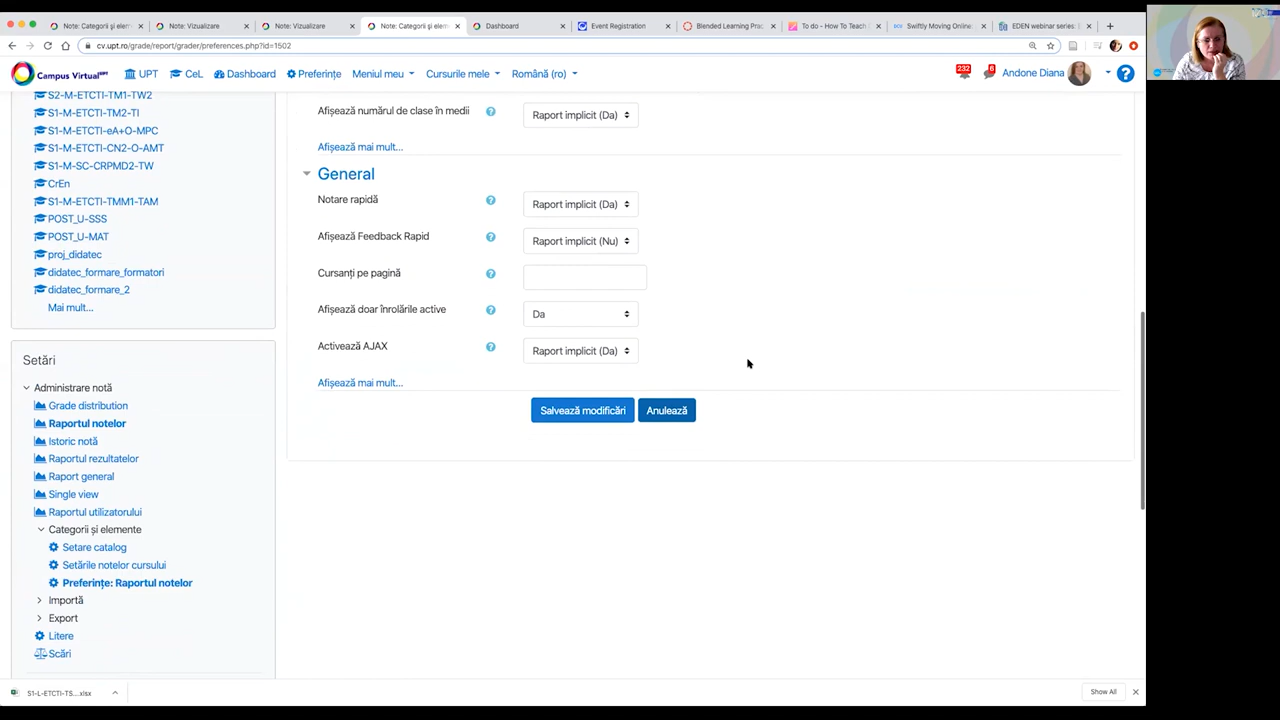 Note: Categorii și elem
Note: Vizualizare
Note: Vizualizare
Note: Categorii și elemen
Dashboard
Event Registration
Blended Learning Prac
To do - How To Teach
Swiftly Moving Online
EDEN webinar series:
cv.upt.ro/grade/report/grader/preferences.php?id=1502
Campus Virtual UPT
UPT
CeL
Dashboard
Preferințe
Meniul meu
Cursurile mele
Română (ro)
232
6
Andone Diana
S2-M-ETCTI-TM1-TW2
S1-M-ETCTI-TM2-TI
S1-M-ETCTI-eA+O-MPC
S1-M-ETCTI-CN2-O-AMT
S1-M-SC-CRPMD2-TW
CrEn
S1-M-ETCTI-TMM1-TAM
POST_U-SSS
POST_U-MAT
proj_didatec
didatec_formare_formatori
didatec_formare_2
Mai mult...
Setări
Administrare notă
Grade distribution
Raportul notelor
Istoric notă
Raportul rezultatelor
Raport general
Single view
Raportul utilizatorului
Categorii și elemente
Setare catalog
Setările notelor cursului
Preferințe: Raportul notelor
Importă
Export
Litere
Scări
Afișează numărul de clase în medii
Raport implicit (Da)
Afișează mai mult...
General
Notare rapidă
Raport implicit (Da)
Afișează Feedback Rapid
Raport implicit (Nu)
Cursanți pe pagină
Afișează doar înrolările active
Da
Activează AJAX
Raport implicit (Da)
Afișează mai mult...
Salvează modificări
Anulează
S1-L-ETCTI-TS....xlsx
Show All